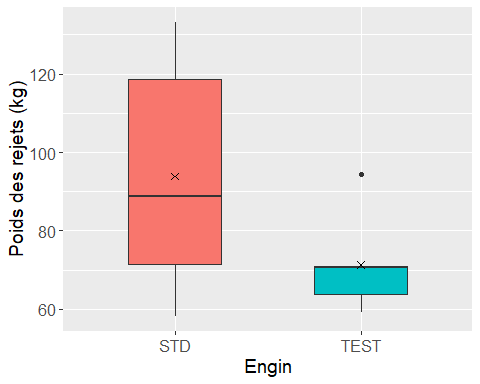 Poids des rejets (kg)
120
100
80
60
STD
TEST
Engin